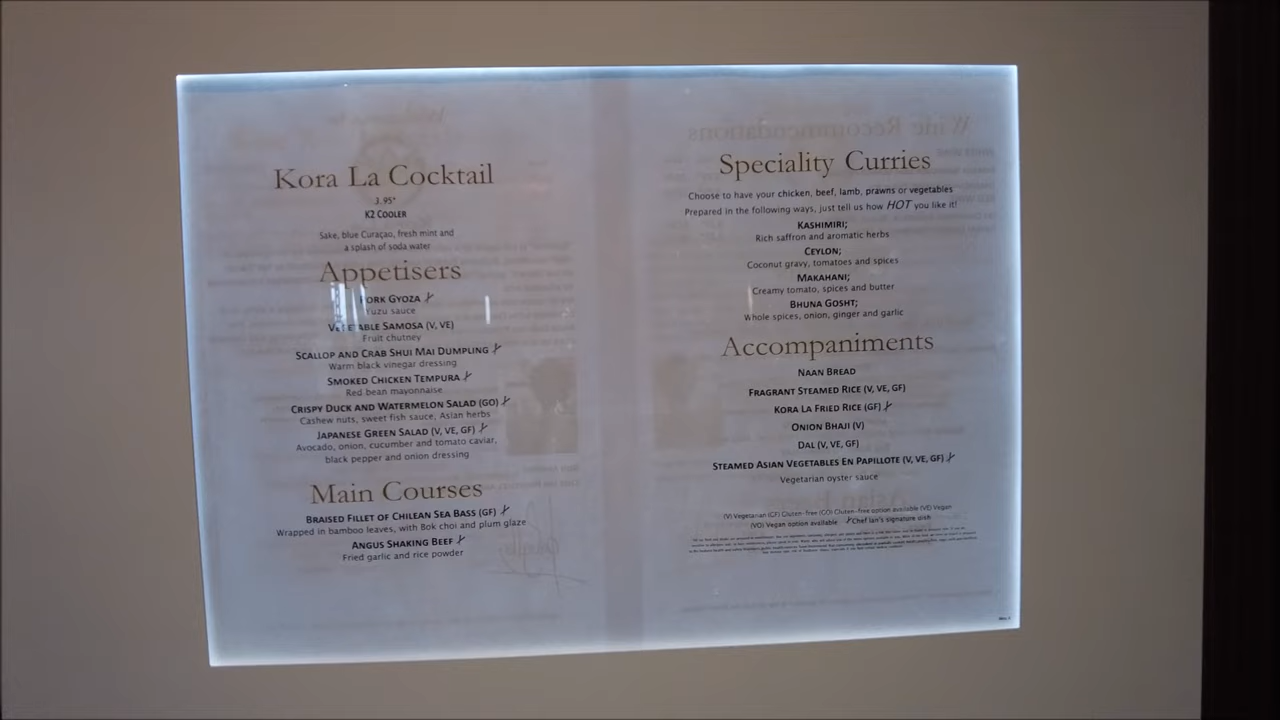 Kora La Cocktail
3.95*
K2 COOLER
Sake, blue Curaçao, fresh mint and
a splash of soda water
Appetisers
PORK GYOZA
Yuzu sauce
VEGETABLE SAMOSA (V, VE)
Fruit chutney
SCALLOP AND CRAB SHUI MAI DUMPLING
Warm black vinegar dressing
SMOKED CHICKEN TEMPURA
Red bean mayonnaise
CRISPY DUCK AND WATERMELON SALAD (GO)
Cashew nuts, sweet fish sauce, Asian herbs
JAPANESE GREEN SALAD (V, VE, GF)
Avocado, onion, cucumber and tomato caviar,
black pepper and onion dressing
Main Courses
BRAISED FILLET OF CHILEAN SEA BASS (GF)
Wrapped in bamboo leaves, with Bok choi and plum glaze
ANGUS SHAKING BEEF
Fried garlic and rice powder
Speciality Curries
Choose to have your chicken, beef, lamb, prawns or vegetables
Prepared in the following ways, just tell us how HOT you like it!
KASHIMIRI;
Rich saffron and aromatic herbs
CEYLON;
Coconut gravy, tomatoes and spices
MAKAHANI;
Creamy tomato, spices and butter
BHUNA GOSHT;
Whole spices, onion, ginger and garlic
Accompaniments
NAAN BREAD
FRAGRANT STEAMED RICE (V, VE, GF)
KORA LA FRIED RICE (GF)
ONION BHAJI (V)
DAL (V, VE, GF)
STEAMED ASIAN VEGETABLES EN PAPILLOTE (V, VE, GF)
Vegetarian oyster sauce
(V) Vegetarian (GF) Gluten-free (GO) Gluten-free option available (VE) Vegan
(VO) Vegan option available Chef Ian's signature dish